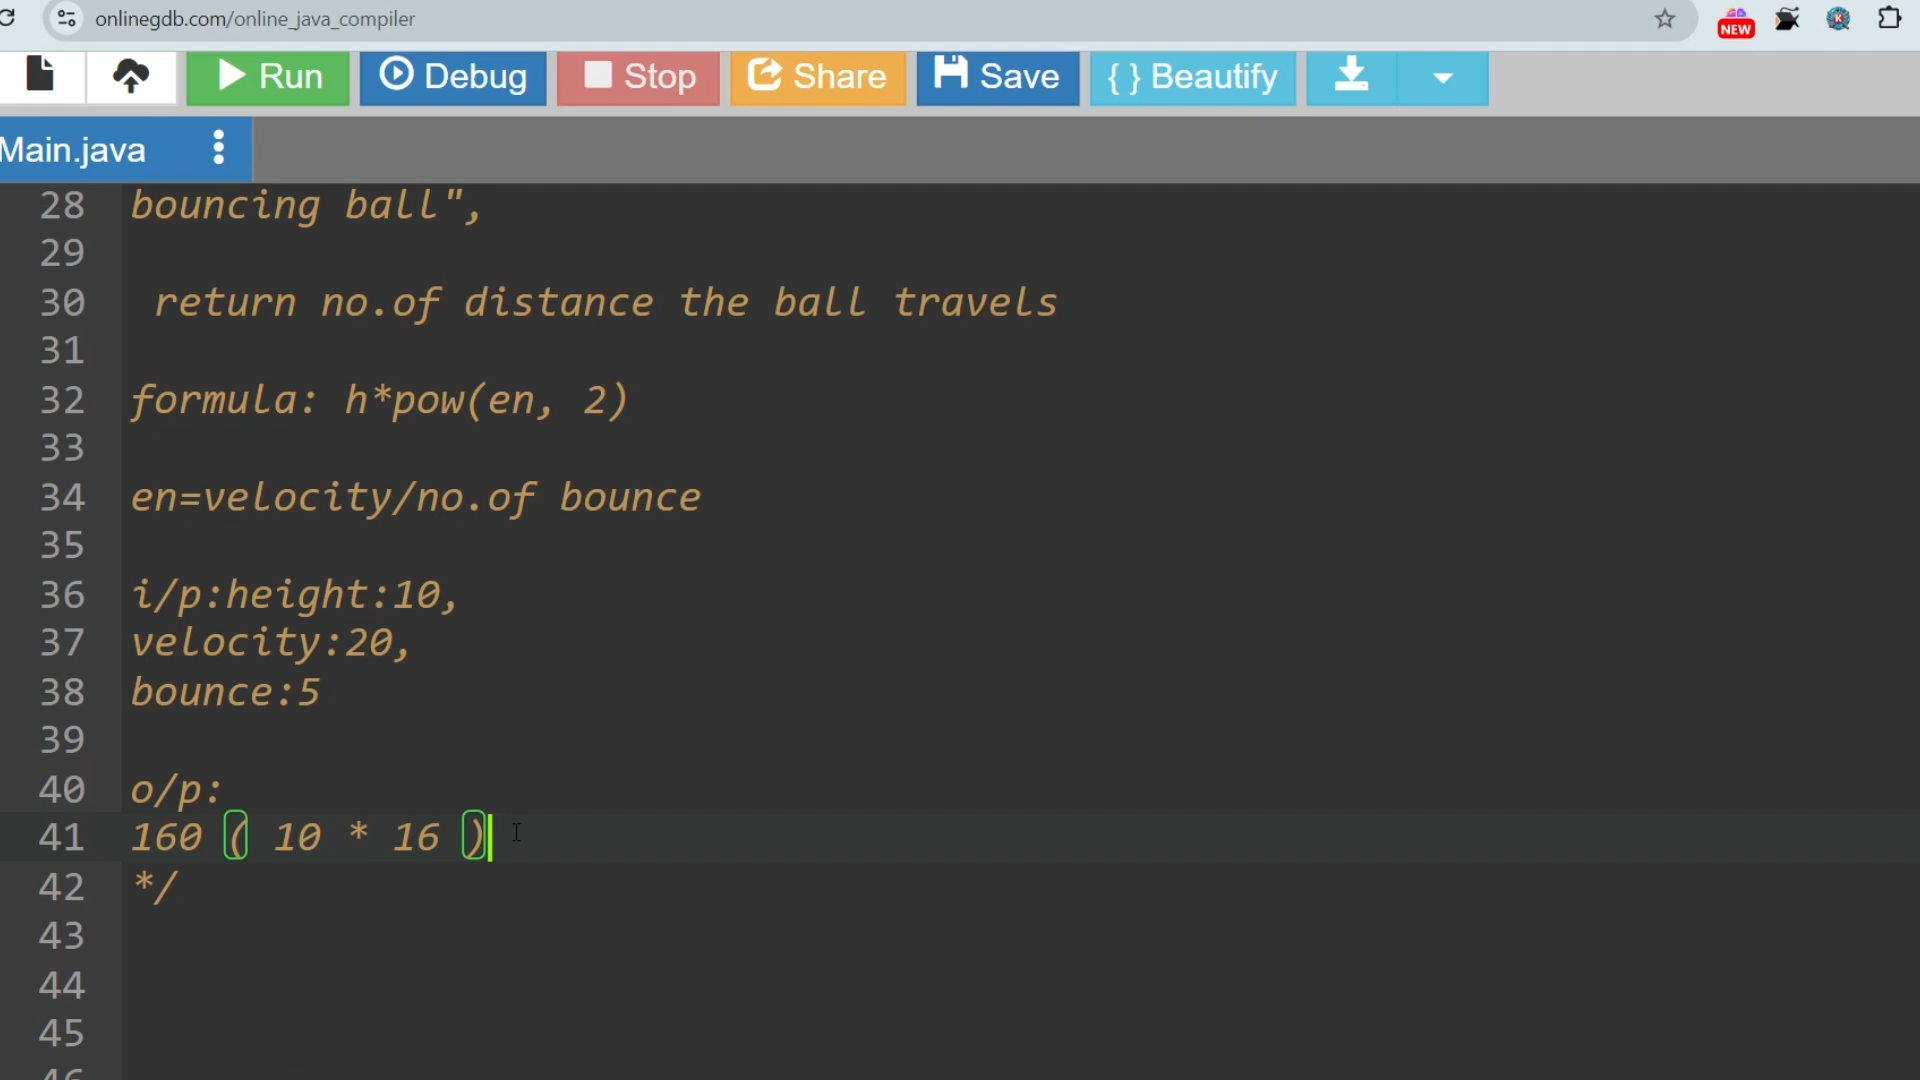 onlinegdb.com/online_java_compiler
NEW
K
Run
Debug
Stop
Share
Save
{ } Beautify
Main.java
28 bouncing ball",
29
30 return no.of distance the ball travels
31
32 formula: h*pow(en, 2)
33
34 en=velocity/no.of bounce
35
36 i/p:height:10,
37 velocity:20,
38 bounce:5
39
40 o/p:
41 160 ( 10 * 16 )
42 */
43
44
45
46